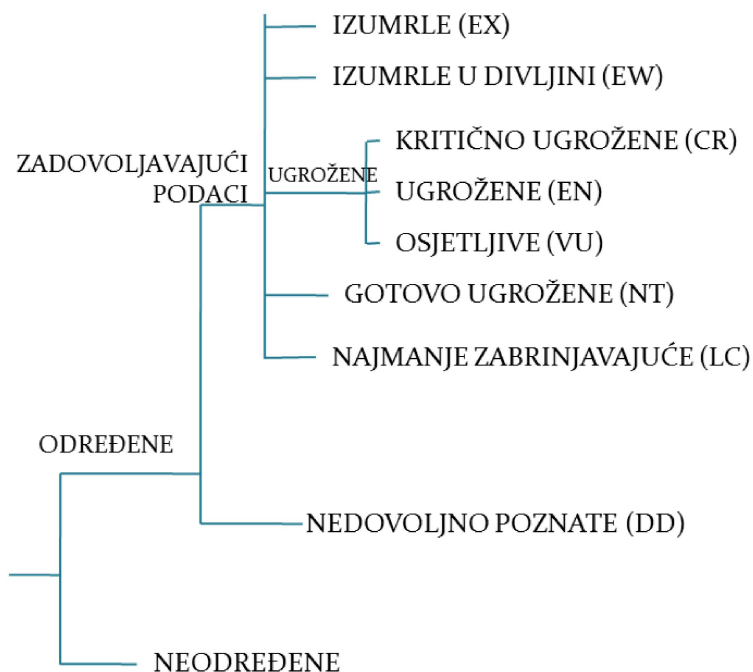 IZUMRLE (EX)
IZUMRLE U DIVLJINI (EW)
KRITIČNO UGROŽENE (CR)
ZADOVOLJAVAJUĆI
PODACI
UGROŽENE
UGROŽENE (EN)
OSJETLJIVE (VU)
GOTOVO UGROŽENE (NT)
NAJMANJE ZABRINJAVAJUĆE (LC)
ODREĐENE
NEDOVOLJNO POZNATE (DD)
NEODREĐENE